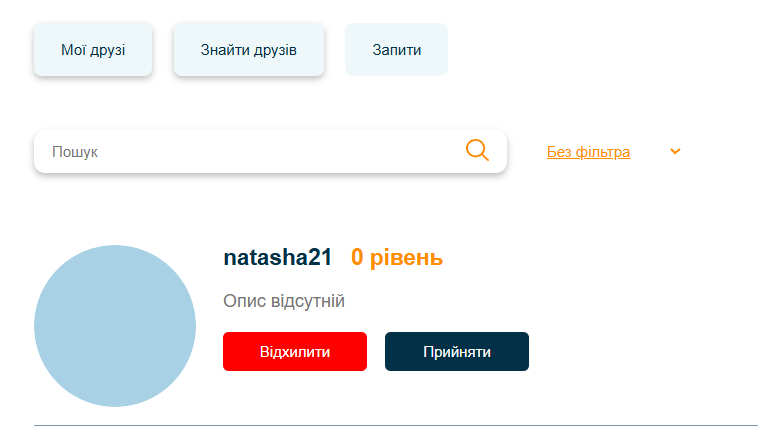 Мої друзі
Знайти друзів
Запити
Пошук
Без фільтра
natasha21 0 рівень
Опис відсутній
Відхилити
Прийняти